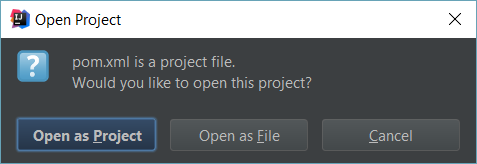 Open Project
pom.xml is a project file.
Would you like to open this project?
Open as Project
Open as File
Cancel